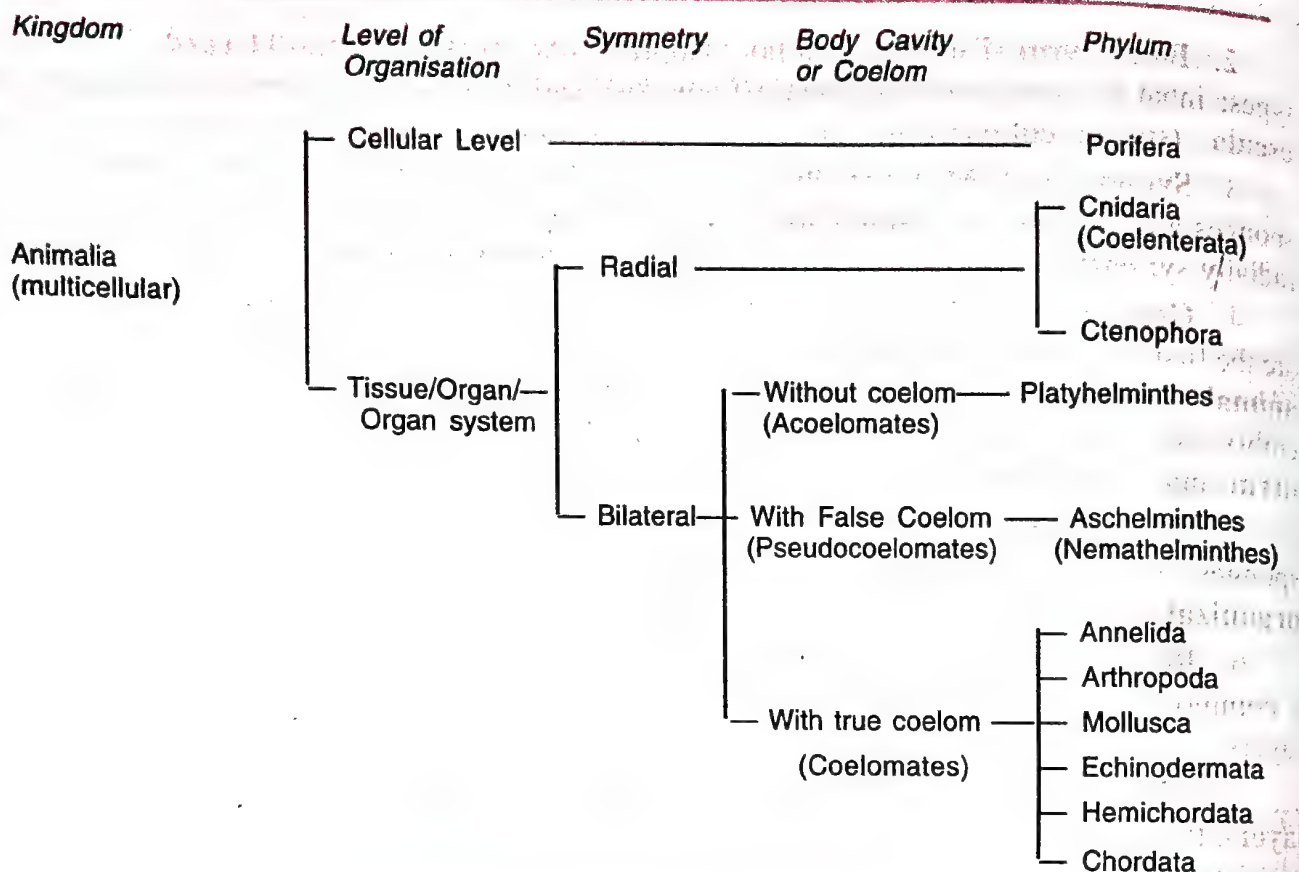 Kingdom
Level of
Organisation
Symmetry
Body Cavity
or Coelom
Phylum
Cellular Level
Porifera
Cnidaria
(Coelenterata)
Animalia
(multicellular)
Radial
Ctenophora
Tissue/Organ/
Organ system
Without coelom
(Acoelomates)
Platyhelminthes
Bilateral
With False Coelom
(Pseudocoelomates)
Aschelminthes
(Nemathelminthes)
Annelida
Arthropoda
With true coelom
(Coelomates)
Mollusca
Echinodermata
Hemichordata
Chordata